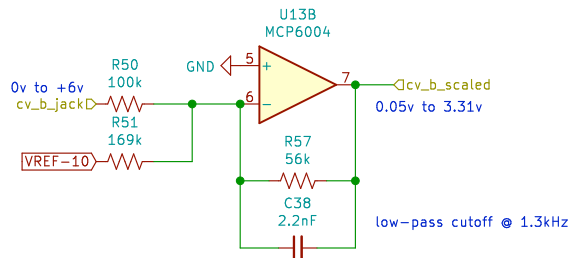 U13B
MCP6004
R50
100k
0v to +6v
cv_b_jack
GND
5
+
6
−
7
cv_b_scaled
0.05v to 3.31v
R51
169k
VREF-10
R57
56k
C38
2.2nF
low-pass cutoff @ 1.3kHz